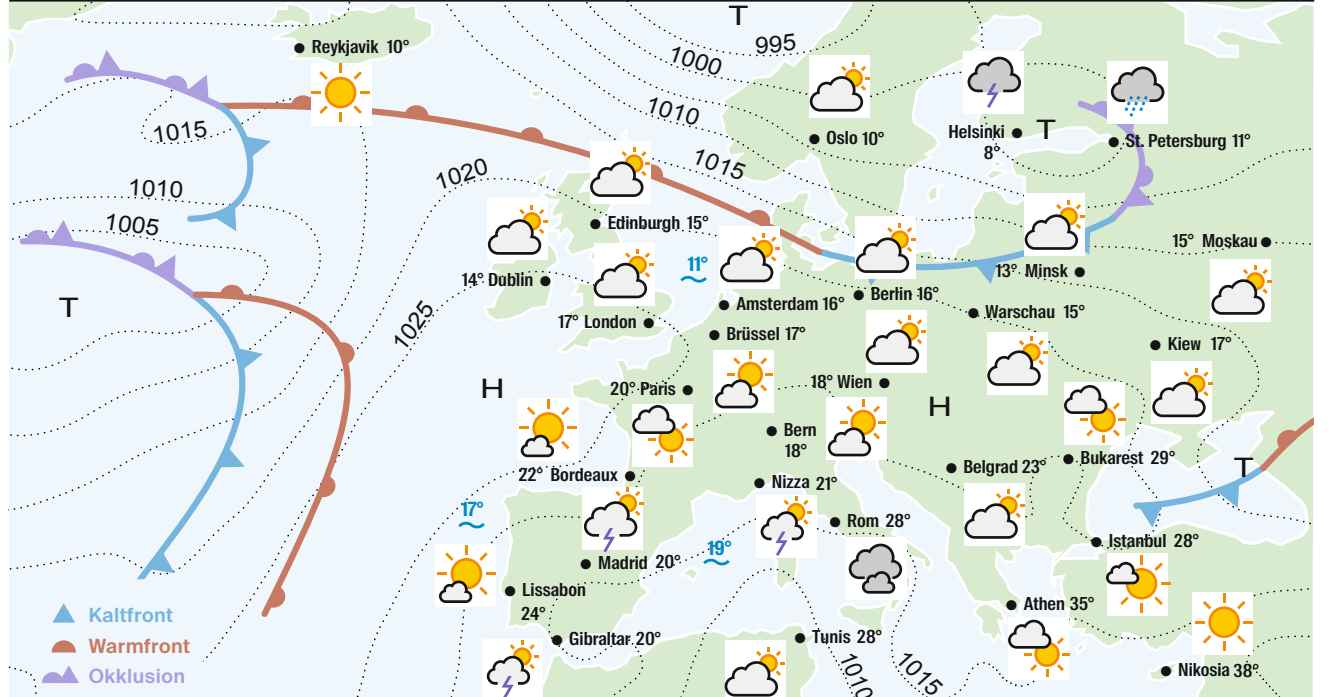 T
995
Reykjavik 10°
1000
1010
1015
Oslo 10°
Helsinki
8°
T
St. Petersburg 11°
1015
1020
1010
1005
Edinburgh 15°
15° Moskau
11°
14° Dublin
13° Minsk
T
Amsterdam 16°
Berlin 16°
1025
17° London
Warschau 15°
Brüssel 17°
Kiew 17°
H
20° Paris
18° Wien
H
Bern
18°
22° Bordeaux
Belgrad 23°
Bukarest 29°
T
Nizza 21°
17°
Rom 28°
19°
Istanbul 28°
Madrid 20°
Lissabon
24°
Athen 35°
Kaltfront
Gibraltar 20°
Tunis 28°
Warmfront
1010
1015
Nikosia 38°
Okklusion